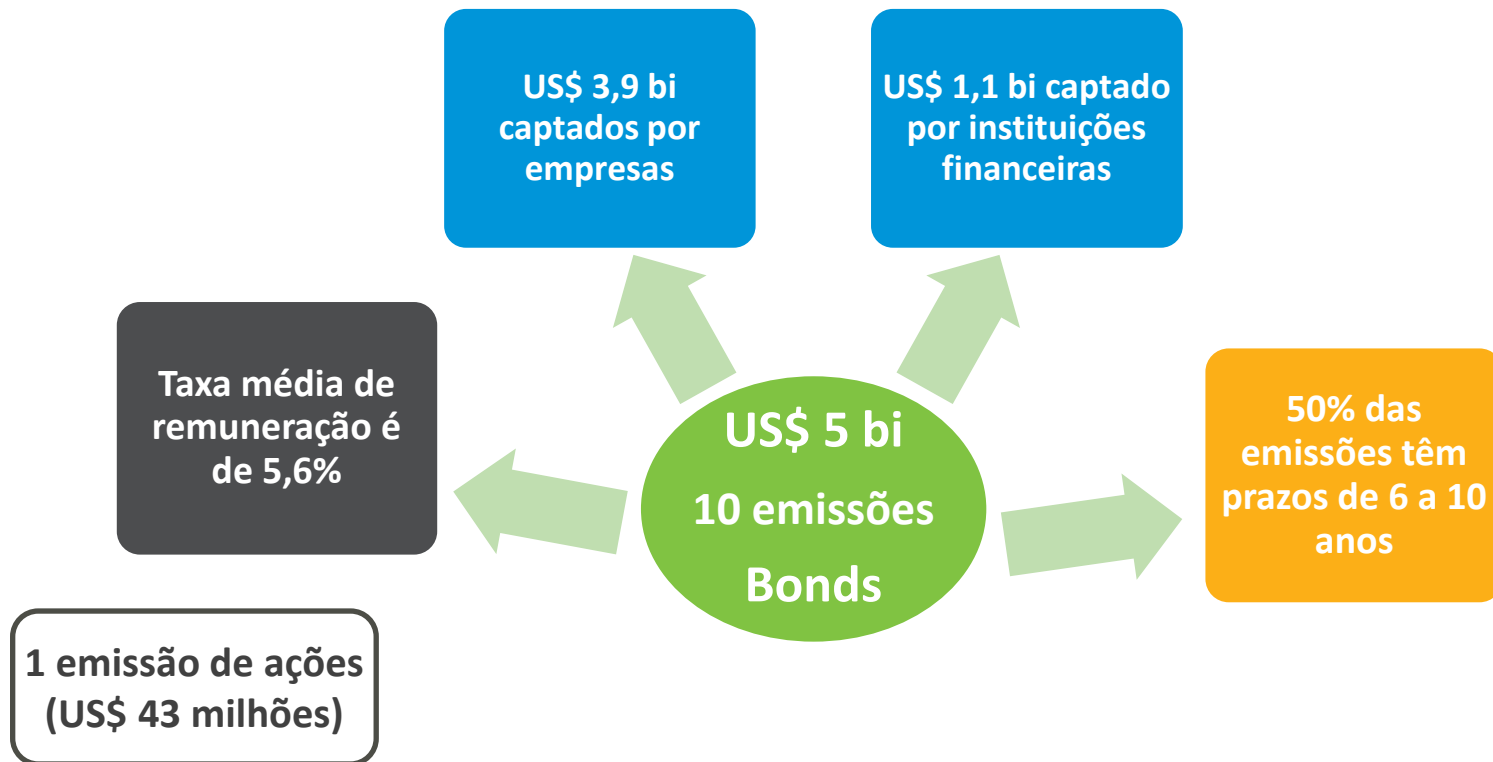 US$ 3,9 bi
captados por
empresas
US$ 1,1 bi captado
por instituições
financeiras
Taxa média de
remuneração é
de 5,6%
US$ 5 bi
10 emissões
Bonds
50% das
emissões têm
prazos de 6 a 10
anos
1 emissão de ações
(US$ 43 milhões)